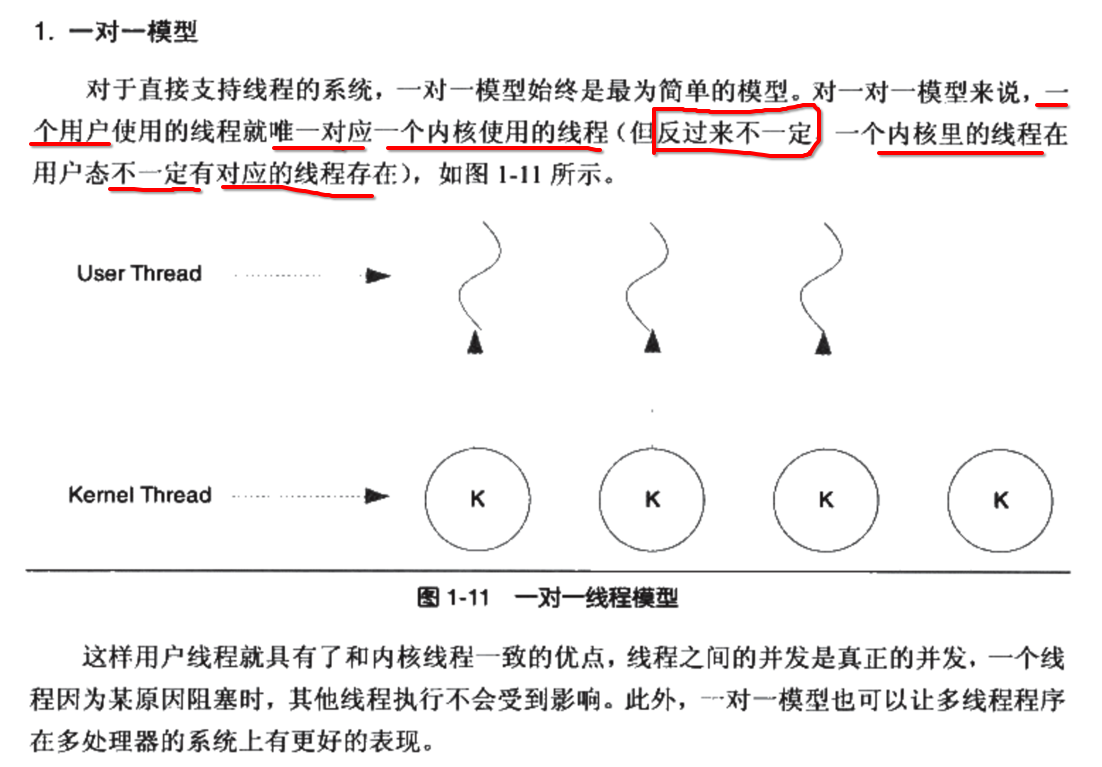 1. 一对一模型
对于直接支持线程的系统，一对一模型始终是最为简单的模型。对一对一模型来说，一
个用户使用的线程就唯一对应一个内核使用的线程（但反过来不一定 一个内核里的线程在
用户态不一定有对应的线程存在），如图 1-11 所示。
User Thread
Kernel Thread
K K K K
图 1-11 一对一线程模型
这样用户线程就具有了和内核线程一致的优点，线程之间的并发是真正的并发，一个线
程因为某原因阻塞时，其他线程执行不会受到影响。此外，一对一模型也可以让多线程程序
在多处理器的系统上有更好的表现。